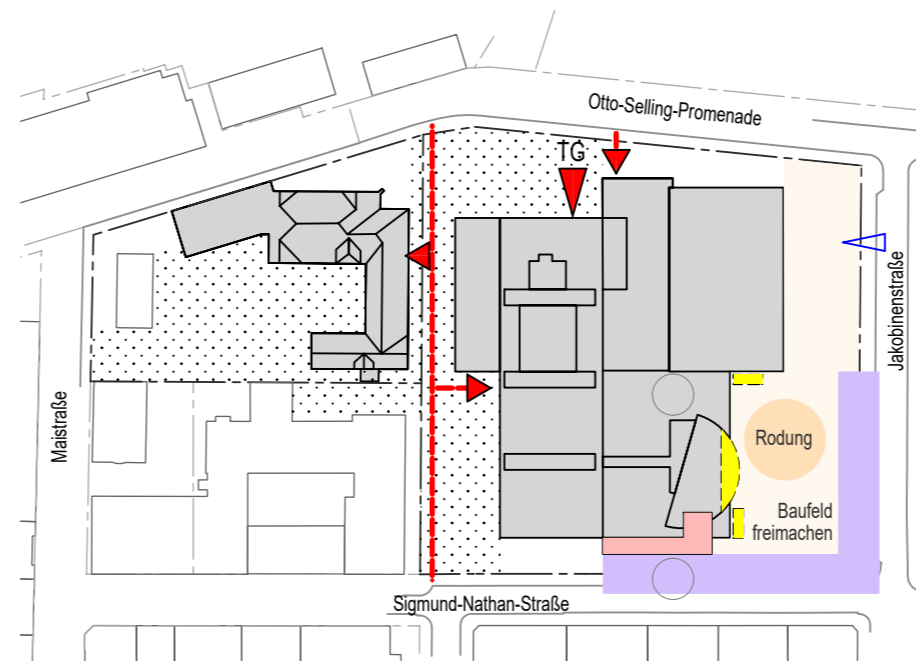 Otto-Selling-Promenade
TG
Jakobinenstraße
Maistraße
Rodung
Baufeld
freimachen
Sigmund-Nathan-Straße